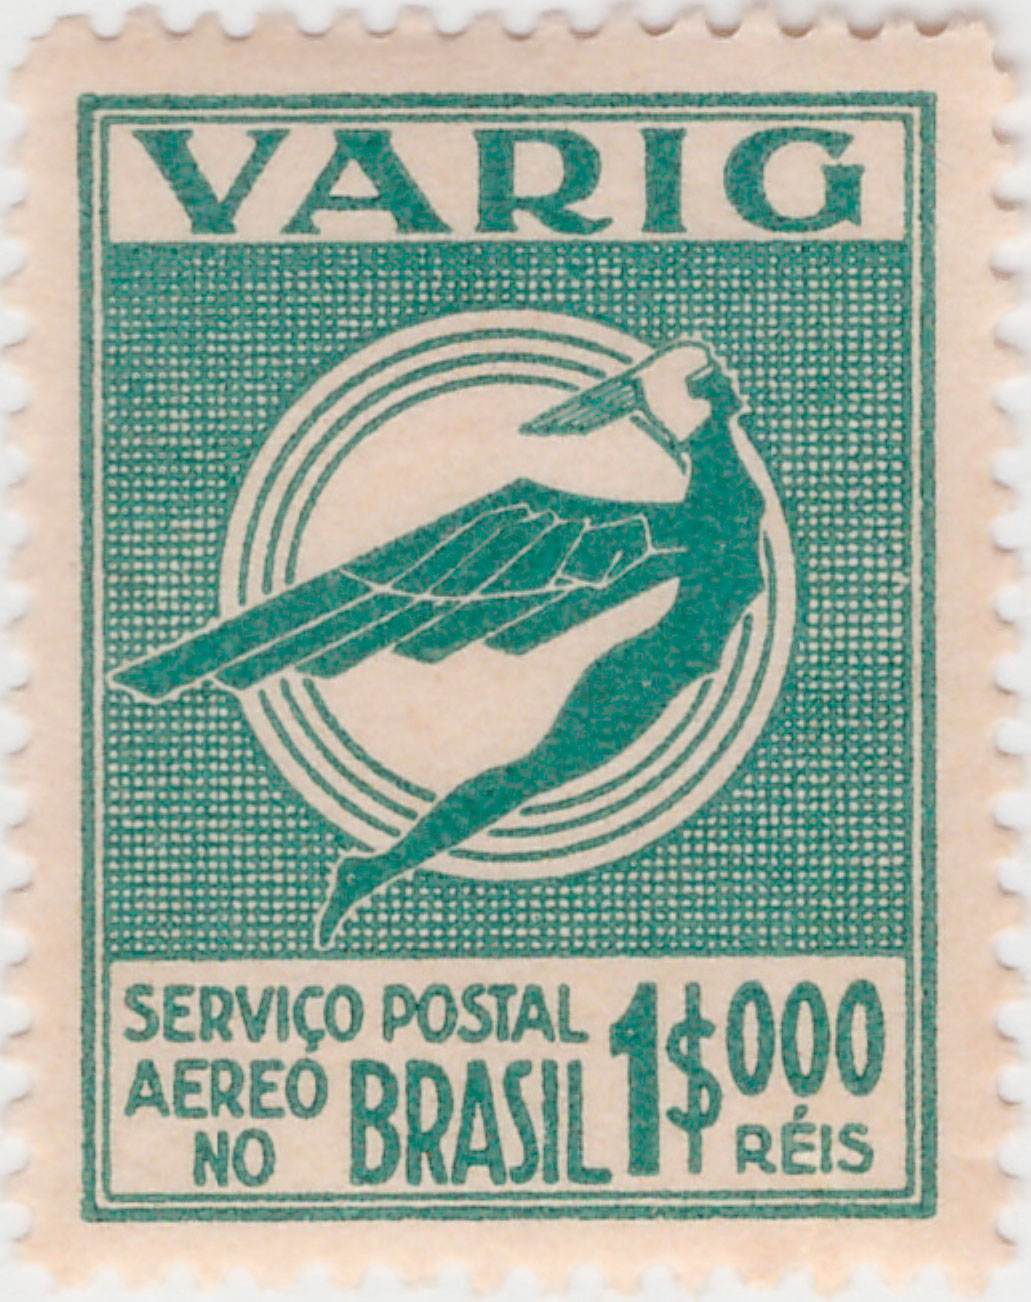 VARIG
SERVIÇO POSTAL
AEREO
NO BRASIL
1$000
RÉIS